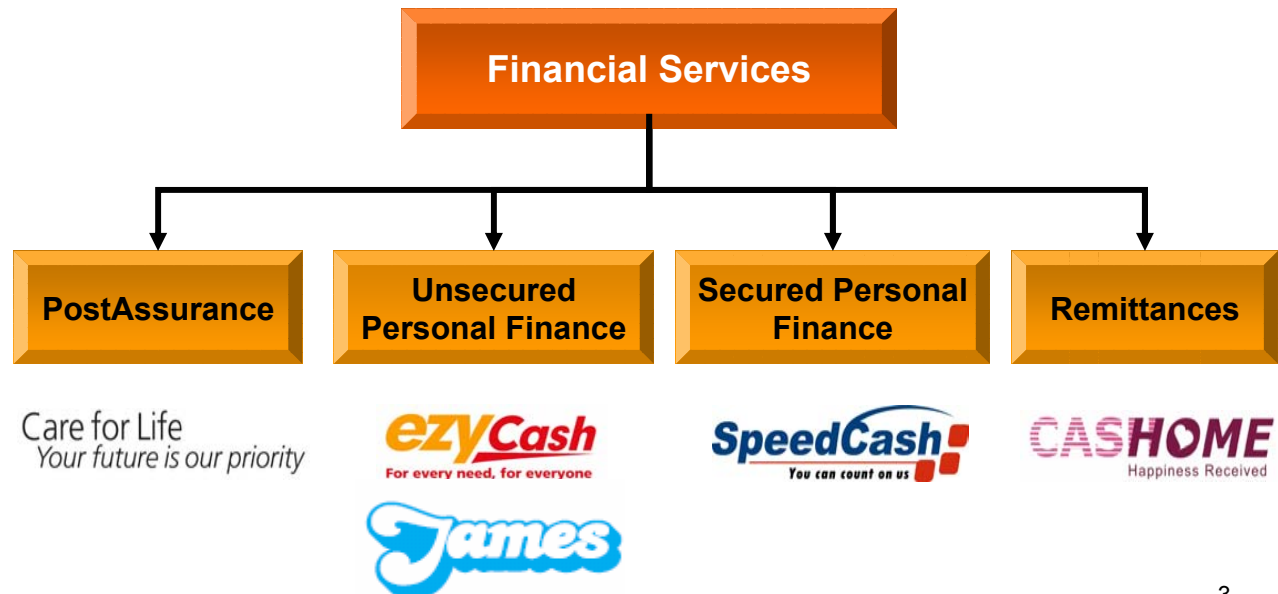 Financial Services
PostAssurance
Unsecured
Personal Finance
Secured Personal
Finance
Remittances
Care for Life
Your future is our priority
ezyCash
For every need, for everyone
James
SpeedCash
You can count on us
CASHOME
Happiness Received
3